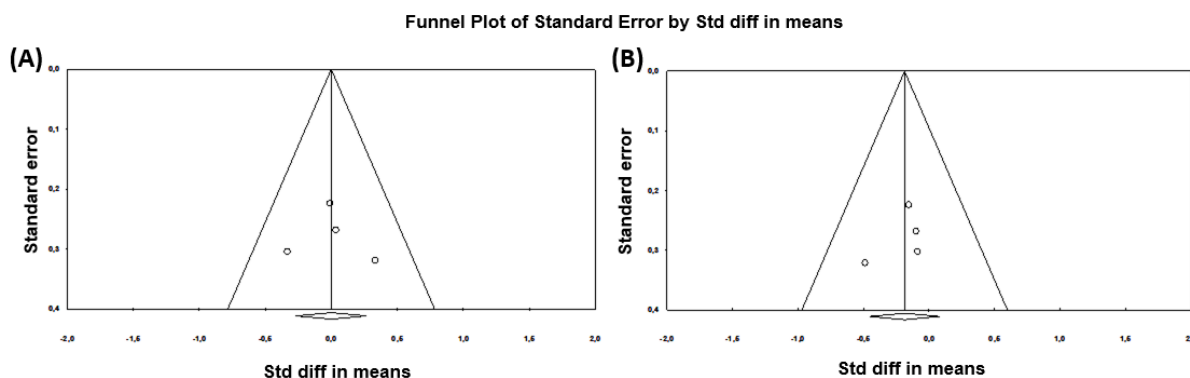 Funnel Plot of Standard Error by Std diff in means
(A)
0,0
0,1
0,2
0,3
0,4
Standard error
-2,0 -1,5 -1,0 -0,5 0,0 0,5 1,0 1,5 2,0
Std diff in means
(B)
0,0
0,1
0,2
0,3
0,4
Standard error
-2,0 -1,5 -1,0 -0,5 0,0 0,5 1,0 1,5 2,0
Std diff in means